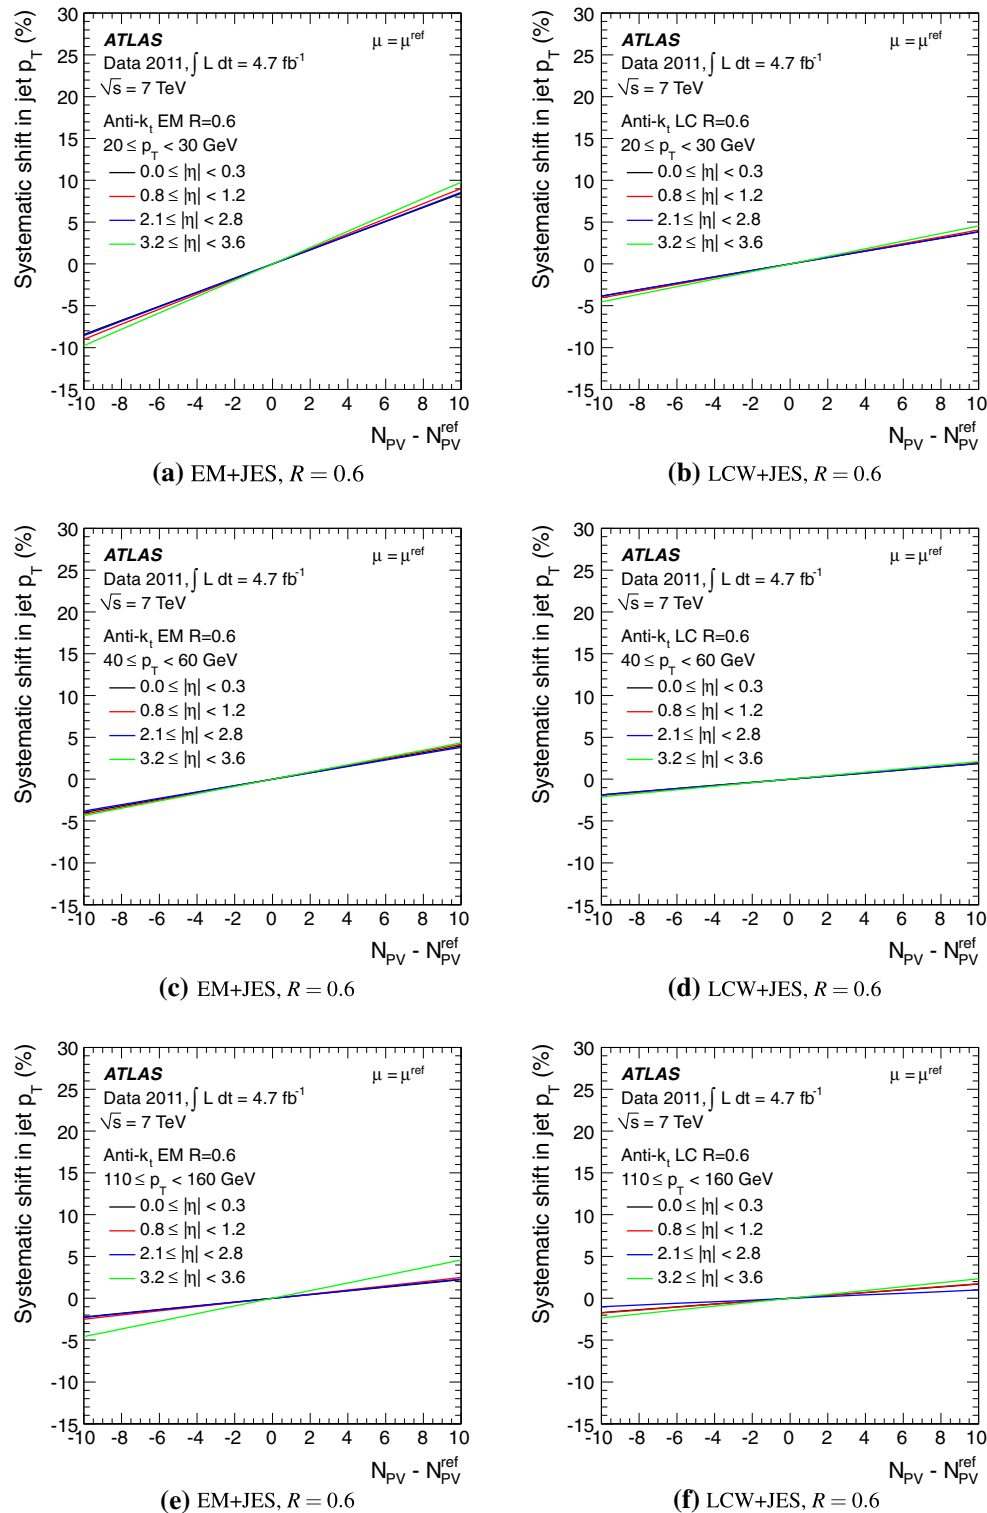 Systematic shift in jet p_T (%)
30
25
20
15
10
5
0
-5
-10
-15
ATLAS
μ = μ^ref
Data 2011, ∫ L dt = 4.7 fb^-1
√s = 7 TeV
Anti-k_t EM R=0.6
20 ≤ p_T < 30 GeV
0.0 ≤ |η| < 0.3
0.8 ≤ |η| < 1.2
2.1 ≤ |η| < 2.8
3.2 ≤ |η| < 3.6
-10 -8 -6 -4 -2 0 2 4 6 8 10
N_PV - N_PV^ref
(a) EM+JES, R = 0.6
Systematic shift in jet p_T (%)
30
25
20
15
10
5
0
-5
-10
-15
ATLAS
μ = μ^ref
Data 2011, ∫ L dt = 4.7 fb^-1
√s = 7 TeV
Anti-k_t LC R=0.6
20 ≤ p_T < 30 GeV
0.0 ≤ |η| < 0.3
0.8 ≤ |η| < 1.2
2.1 ≤ |η| < 2.8
3.2 ≤ |η| < 3.6
-10 -8 -6 -4 -2 0 2 4 6 8 10
N_PV - N_PV^ref
(b) LCW+JES, R = 0.6
Systematic shift in jet p_T (%)
30
25
20
15
10
5
0
-5
-10
-15
ATLAS
μ = μ^ref
Data 2011, ∫ L dt = 4.7 fb^-1
√s = 7 TeV
Anti-k_t EM R=0.6
40 ≤ p_T < 60 GeV
0.0 ≤ |η| < 0.3
0.8 ≤ |η| < 1.2
2.1 ≤ |η| < 2.8
3.2 ≤ |η| < 3.6
-10 -8 -6 -4 -2 0 2 4 6 8 10
N_PV - N_PV^ref
(c) EM+JES, R = 0.6
Systematic shift in jet p_T (%)
30
25
20
15
10
5
0
-5
-10
-15
ATLAS
μ = μ^ref
Data 2011, ∫ L dt = 4.7 fb^-1
√s = 7 TeV
Anti-k_t LC R=0.6
40 ≤ p_T < 60 GeV
0.0 ≤ |η| < 0.3
0.8 ≤ |η| < 1.2
2.1 ≤ |η| < 2.8
3.2 ≤ |η| < 3.6
-10 -8 -6 -4 -2 0 2 4 6 8 10
N_PV - N_PV^ref
(d) LCW+JES, R = 0.6
Systematic shift in jet p_T (%)
30
25
20
15
10
5
0
-5
-10
-15
ATLAS
μ = μ^ref
Data 2011, ∫ L dt = 4.7 fb^-1
√s = 7 TeV
Anti-k_t EM R=0.6
110 ≤ p_T < 160 GeV
0.0 ≤ |η| < 0.3
0.8 ≤ |η| < 1.2
2.1 ≤ |η| < 2.8
3.2 ≤ |η| < 3.6
-10 -8 -6 -4 -2 0 2 4 6 8 10
N_PV - N_PV^ref
(e) EM+JES, R = 0.6
Systematic shift in jet p_T (%)
30
25
20
15
10
5
0
-5
-10
-15
ATLAS
μ = μ^ref
Data 2011, ∫ L dt = 4.7 fb^-1
√s = 7 TeV
Anti-k_t LC R=0.6
110 ≤ p_T < 160 GeV
0.0 ≤ |η| < 0.3
0.8 ≤ |η| < 1.2
2.1 ≤ |η| < 2.8
3.2 ≤ |η| < 3.6
-10 -8 -6 -4 -2 0 2 4 6 8 10
N_PV - N_PV^ref
(f) LCW+JES, R = 0.6